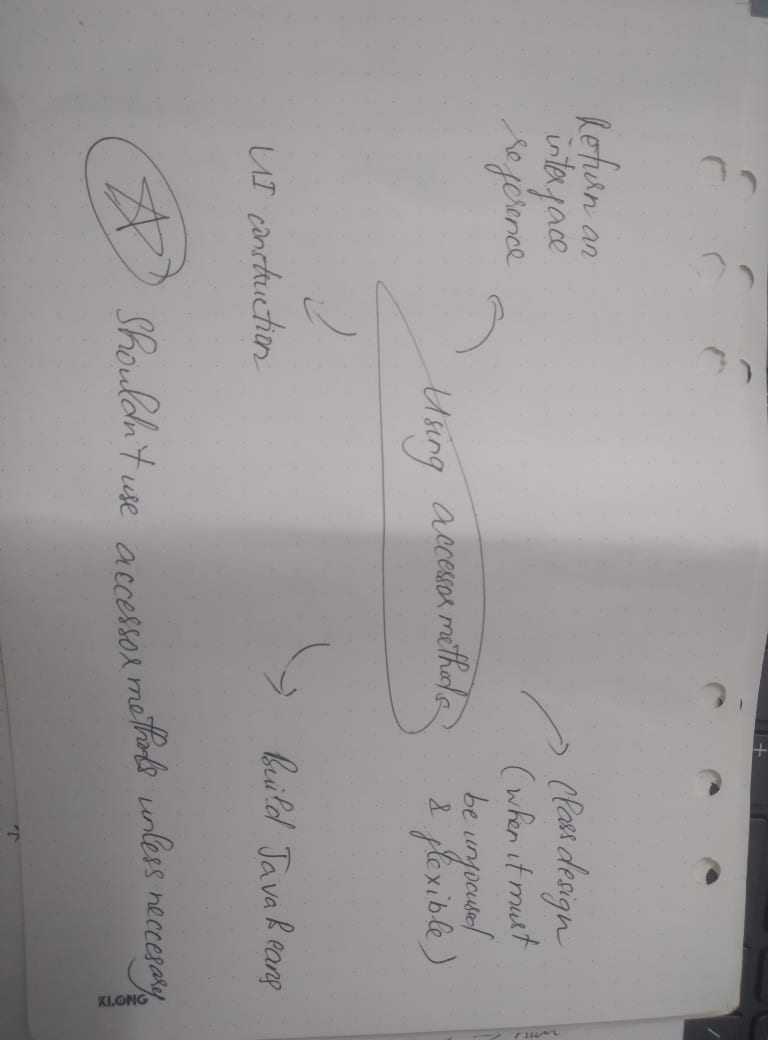 Return an
interface
reference
Class design
(when it must
be unfocused
& flexible)
Using accessor methods
UI construction
Build JavaBeans
Shouldn't use accessor methods unless neccesary
KLONG